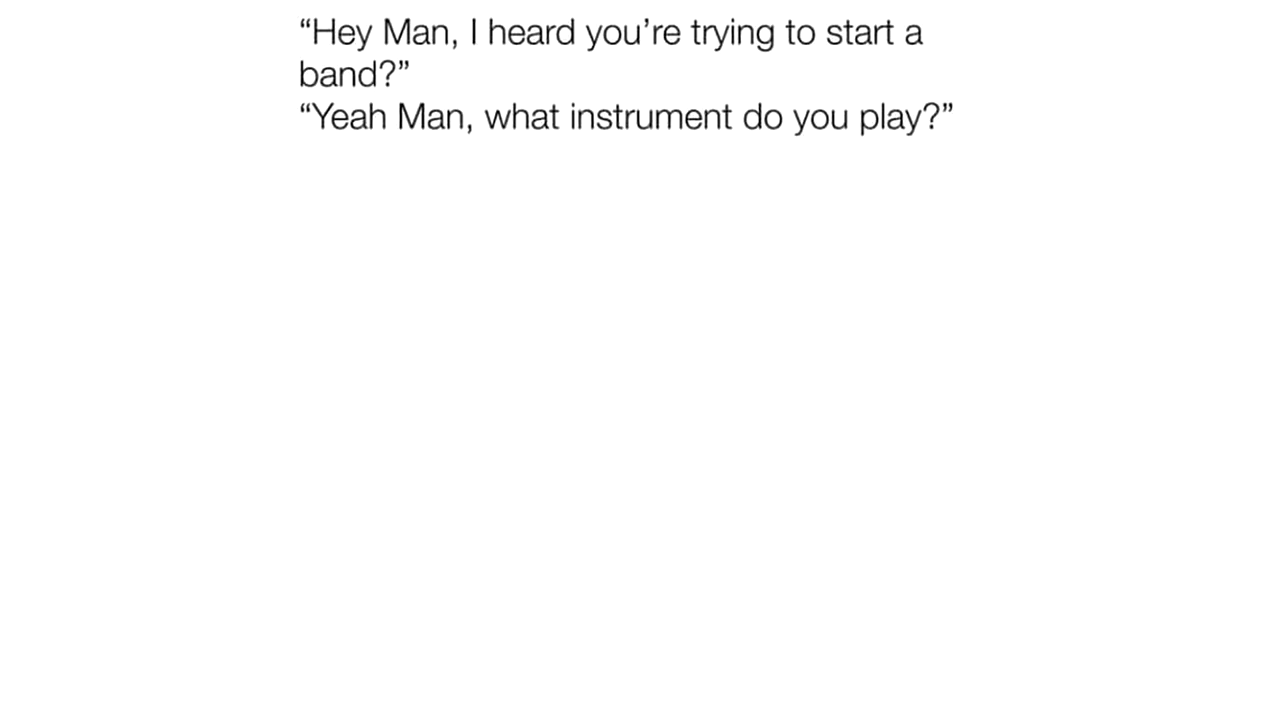 “Hey Man, I heard you’re trying to start a
band?”
“Yeah Man, what instrument do you play?”